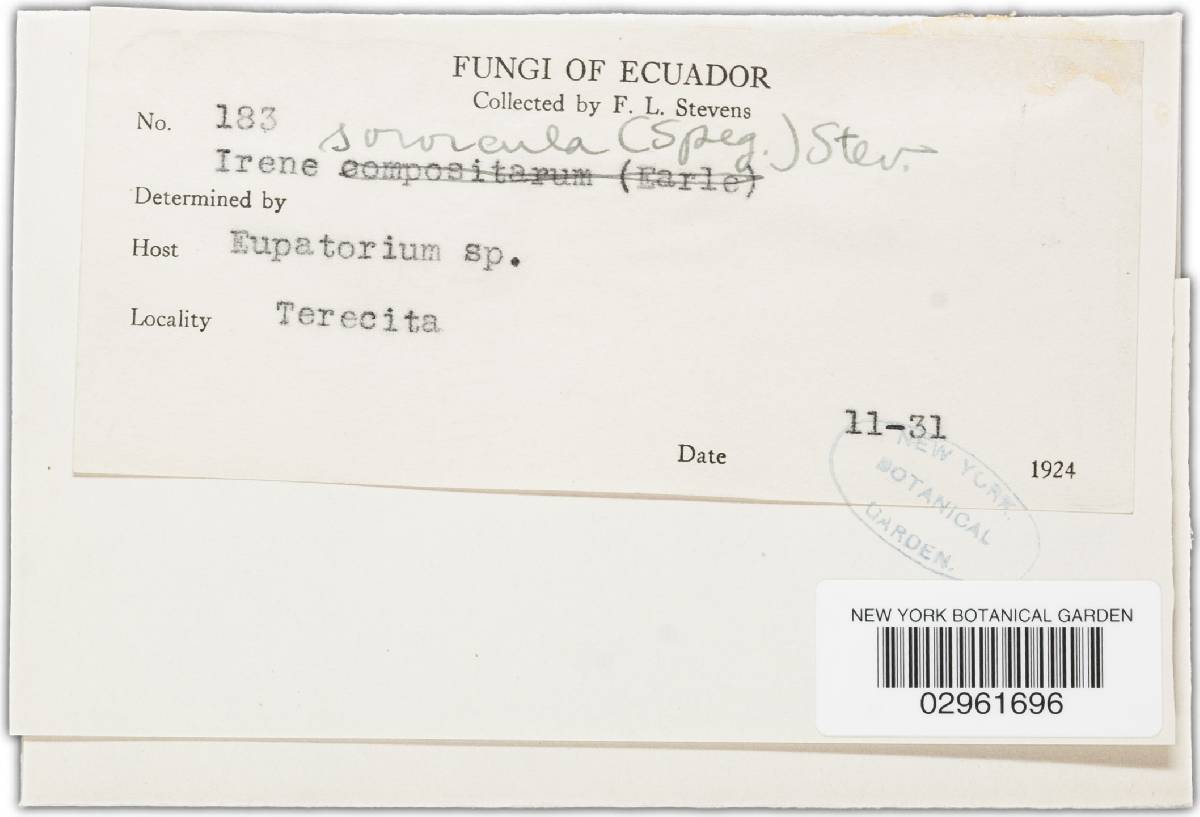 FUNGI OF ECUADOR
Collected by F. L. Stevens
No. 183
sororcula (Speg.) Stev.
Irene compositarum (Earle)
Determined by
Host Eupatorium sp.
Locality Terecita
11-31
Date 1924
NEW YORK
BOTANICAL
GARDEN.
NEW YORK BOTANICAL GARDEN
02961696